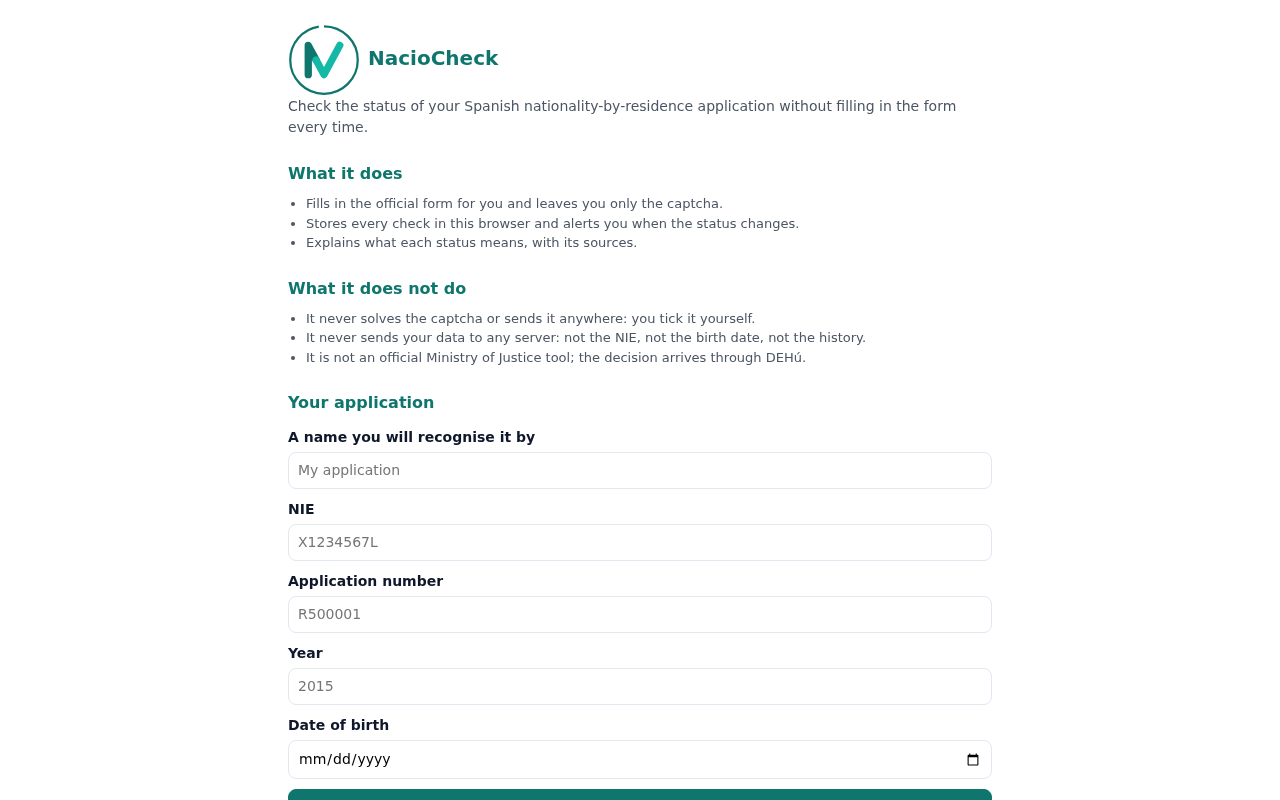 NacioCheck
Check the status of your Spanish nationality-by-residence application without filling in the form
every time.
What it does
• Fills in the official form for you and leaves you only the captcha.
• Stores every check in this browser and alerts you when the status changes.
• Explains what each status means, with its sources.
What it does not do
• It never solves the captcha or sends it anywhere: you tick it yourself.
• It never sends your data to any server: not the NIE, not the birth date, not the history.
• It is not an official Ministry of Justice tool; the decision arrives through DEHú.
Your application
A name you will recognise it by
My application
NIE
X1234567L
Application number
R500001
Year
2015
Date of birth
mm/dd/yyyy